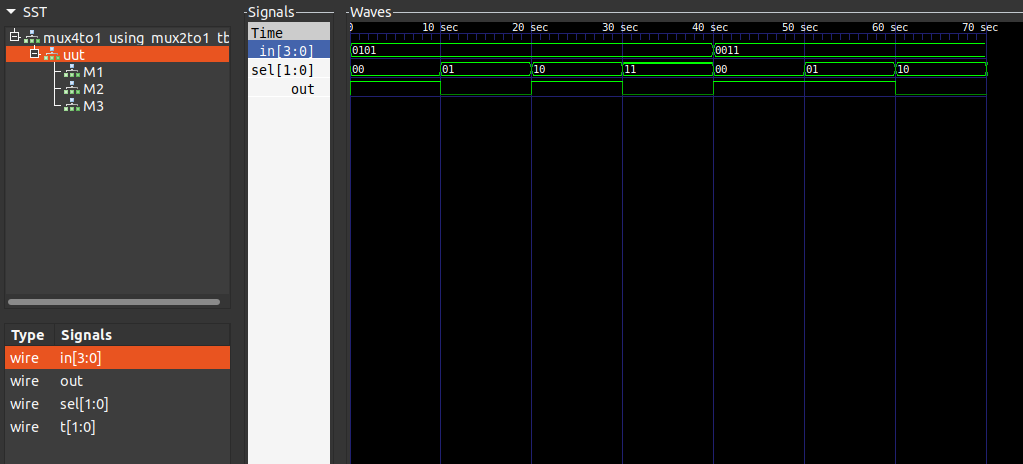 SST
mux4to1_using_mux2to1_tb
uut
M1
M2
M3
Type Signals
wire in[3:0]
wire out
wire sel[1:0]
wire t[1:0]
Signals
Time
in[3:0]
sel[1:0]
out
Waves
0 10 sec 20 sec 30 sec 40 sec 50 sec 60 sec 70 sec
0101 0011
00 01 10 11 00 01 10